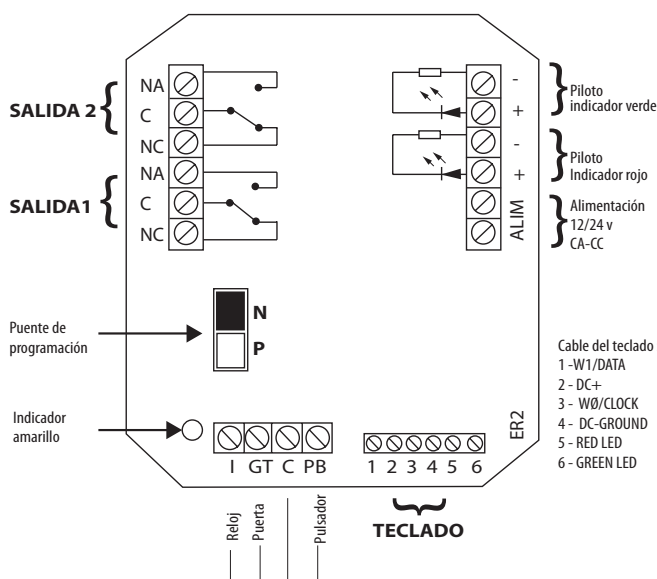 SALIDA 2 {
NA
C
NC
SALIDA1 {
NA
C
NC
-
+
} Piloto
indicador verde
-
+
} Piloto
Indicador rojo
ALIM
} Alimentación
12/24 v
CA-CC
Puente de
programación
N
P
Indicador
amarillo
I GT C PB
Reloj
Puerta
Pulsador
1 2 3 4 5 6
TECLADO
ER2
Cable del teclado
1 -W1/DATA
2 - DC+
3 - WØ/CLOCK
4 - DC-GROUND
5 - RED LED
6 - GREEN LED